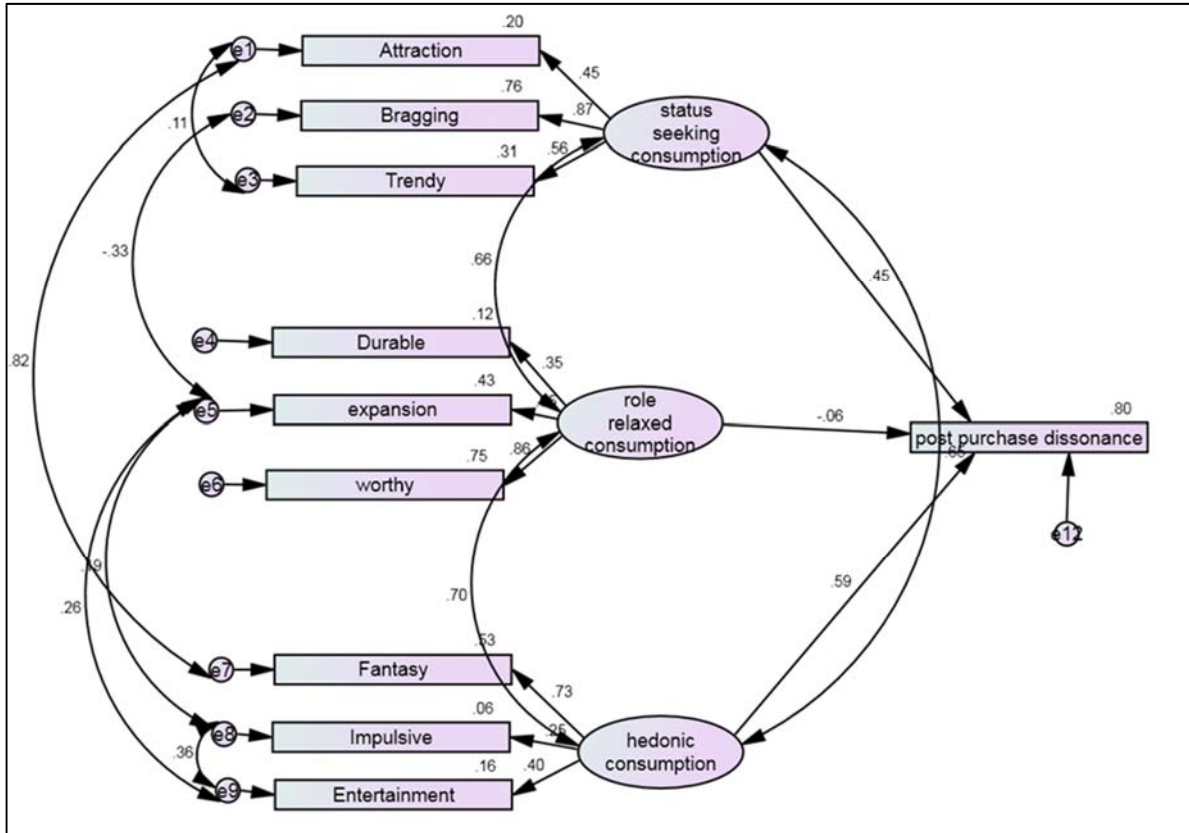 .20
e1
Attraction
.45
.76
status
seeking
consumption
.87
e2
Bragging
.11
.31
.56
e3
Trendy
-.33
.66
.45
.12
e4
Durable
.35
.82
.43
role
relaxed
consumption
e5
expansion
-.06
.80
post purchase dissonance
.86
.75
e6
worthy
e12
.19
.26
.70
.59
.53
e7
Fantasy
.73
.06
e8
Impulsive
.25
hedonic
consumption
.36
.16
.40
e9
Entertainment